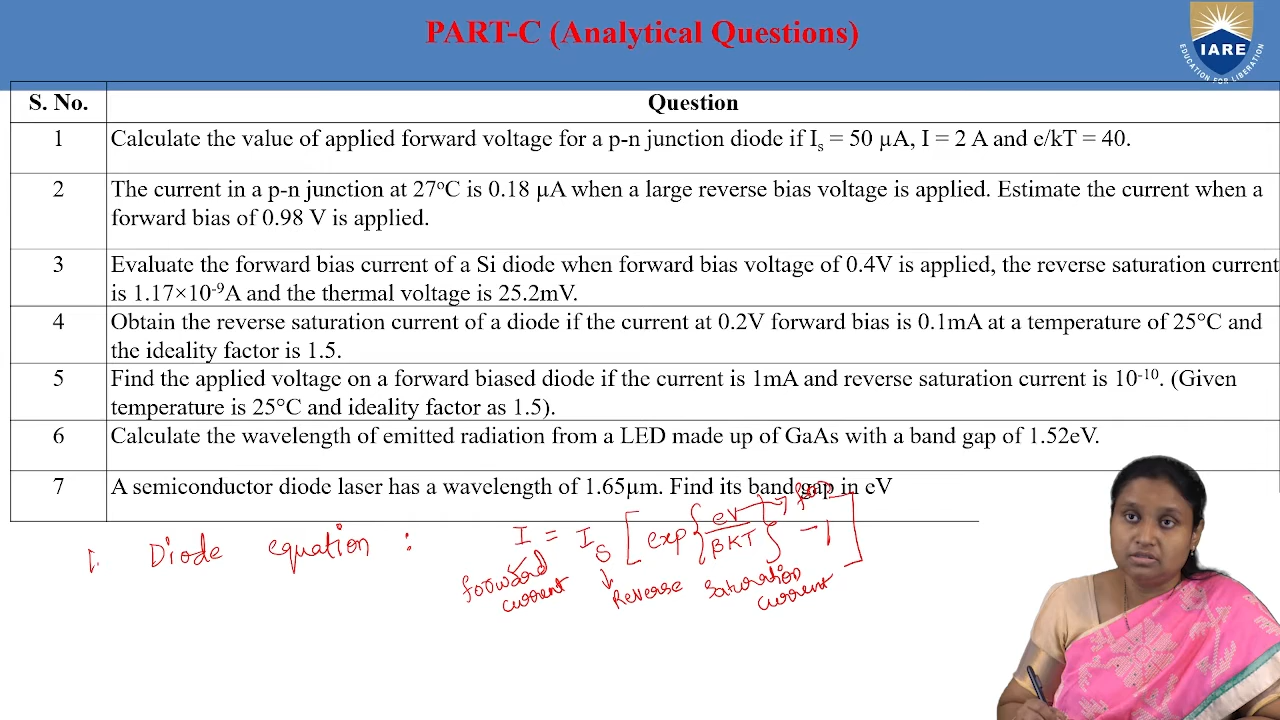 PART-C (Analytical Questions)
IARE
EDUCATION FOR LIBERATION
S. No. Question
1 Calculate the value of applied forward voltage for a p-n junction diode if Iₛ = 50 µA, I = 2 A and e/kT = 40.
2 The current in a p-n junction at 27ᵒC is 0.18 µA when a large reverse bias voltage is applied. Estimate the current when a
forward bias of 0.98 V is applied.
3 Evaluate the forward bias current of a Si diode when forward bias voltage of 0.4V is applied, the reverse saturation current
is 1.17×10⁻⁹A and the thermal voltage is 25.2mV.
4 Obtain the reverse saturation current of a diode if the current at 0.2V forward bias is 0.1mA at a temperature of 25°C and
the ideality factor is 1.5.
5 Find the applied voltage on a forward biased diode if the current is 1mA and reverse saturation current is 10⁻¹⁰. (Given
temperature is 25°C and ideality factor as 1.5).
6 Calculate the wavelength of emitted radiation from a LED made up of GaAs with a band gap of 1.52eV.
7 A semiconductor diode laser has a wavelength of 1.65µm. Find its bandgap in eV
1. Diode equation : I = I_S [exp{eV/βKT} -1]
forward current
Reverse saturation current